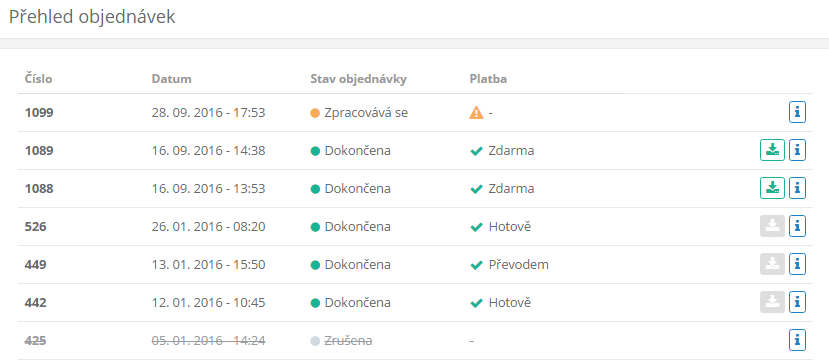 Přehled objednávek
Číslo Datum Stav objednávky Platba
1099 28. 09. 2016 - 17:53 Zpracovává se -
1089 16. 09. 2016 - 14:38 Dokončena Zdarma
1088 16. 09. 2016 - 13:53 Dokončena Zdarma
526 26. 01. 2016 - 08:20 Dokončena Hotově
449 13. 01. 2016 - 15:50 Dokončena Převodem
442 12. 01. 2016 - 10:45 Dokončena Hotově
425 05. 01. 2016 - 14:24 Zrušena -